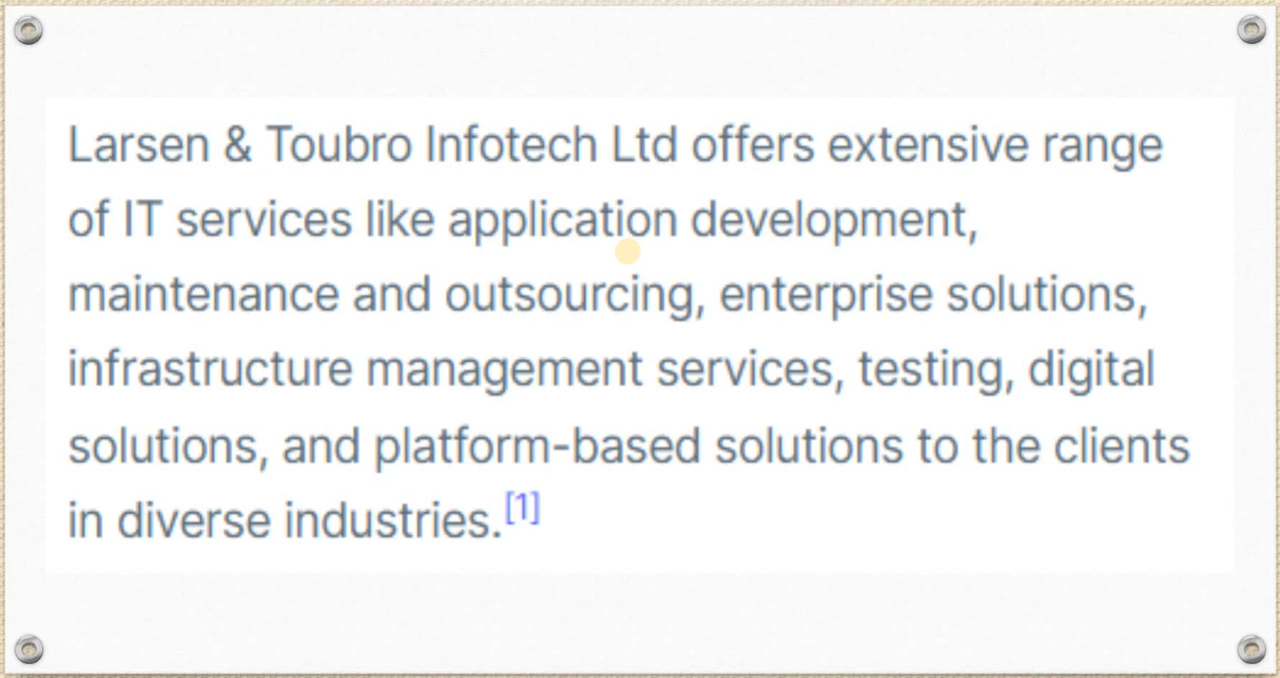 Larsen & Toubro Infotech Ltd offers extensive range
of IT services like application development,
maintenance and outsourcing, enterprise solutions,
infrastructure management services, testing, digital
solutions, and platform-based solutions to the clients
in diverse industries.[1]